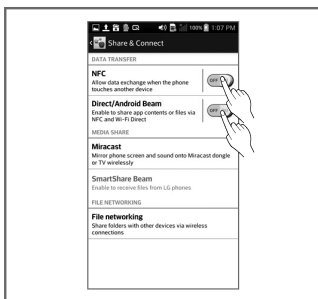 100% 1:07 PM
Share & Connect
DATA TRANSFER
NFC
Allow data exchange when the phone
touches another device
OFF
Direct/Android Beam
Enable to share app contents or files via
NFC and Wi-Fi Direct
OFF
MEDIA SHARE
Miracast
Mirror phone screen and sound onto Miracast dongle
or TV wirelessly
SmartShare Beam
Enable to receive files from LG phones
FILE NETWORKING
File networking
Share folders with other devices via wireless
connections